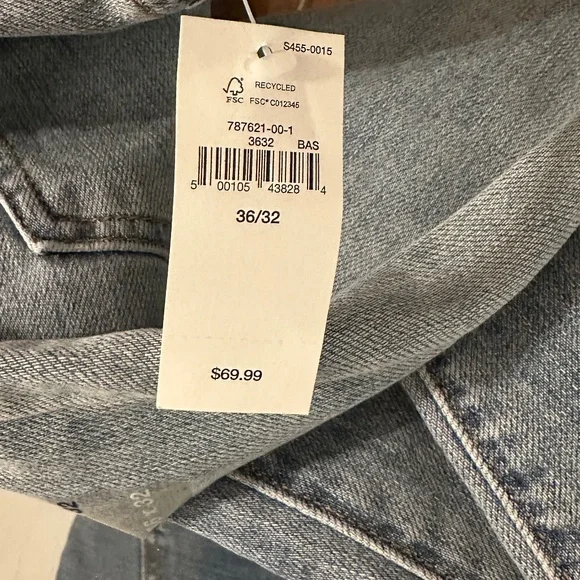 S455-0015
RECYCLED
FSC FSC® C012345
787621-00-1
3632 BAS
5 00105 43828 4
36/32
$69.99